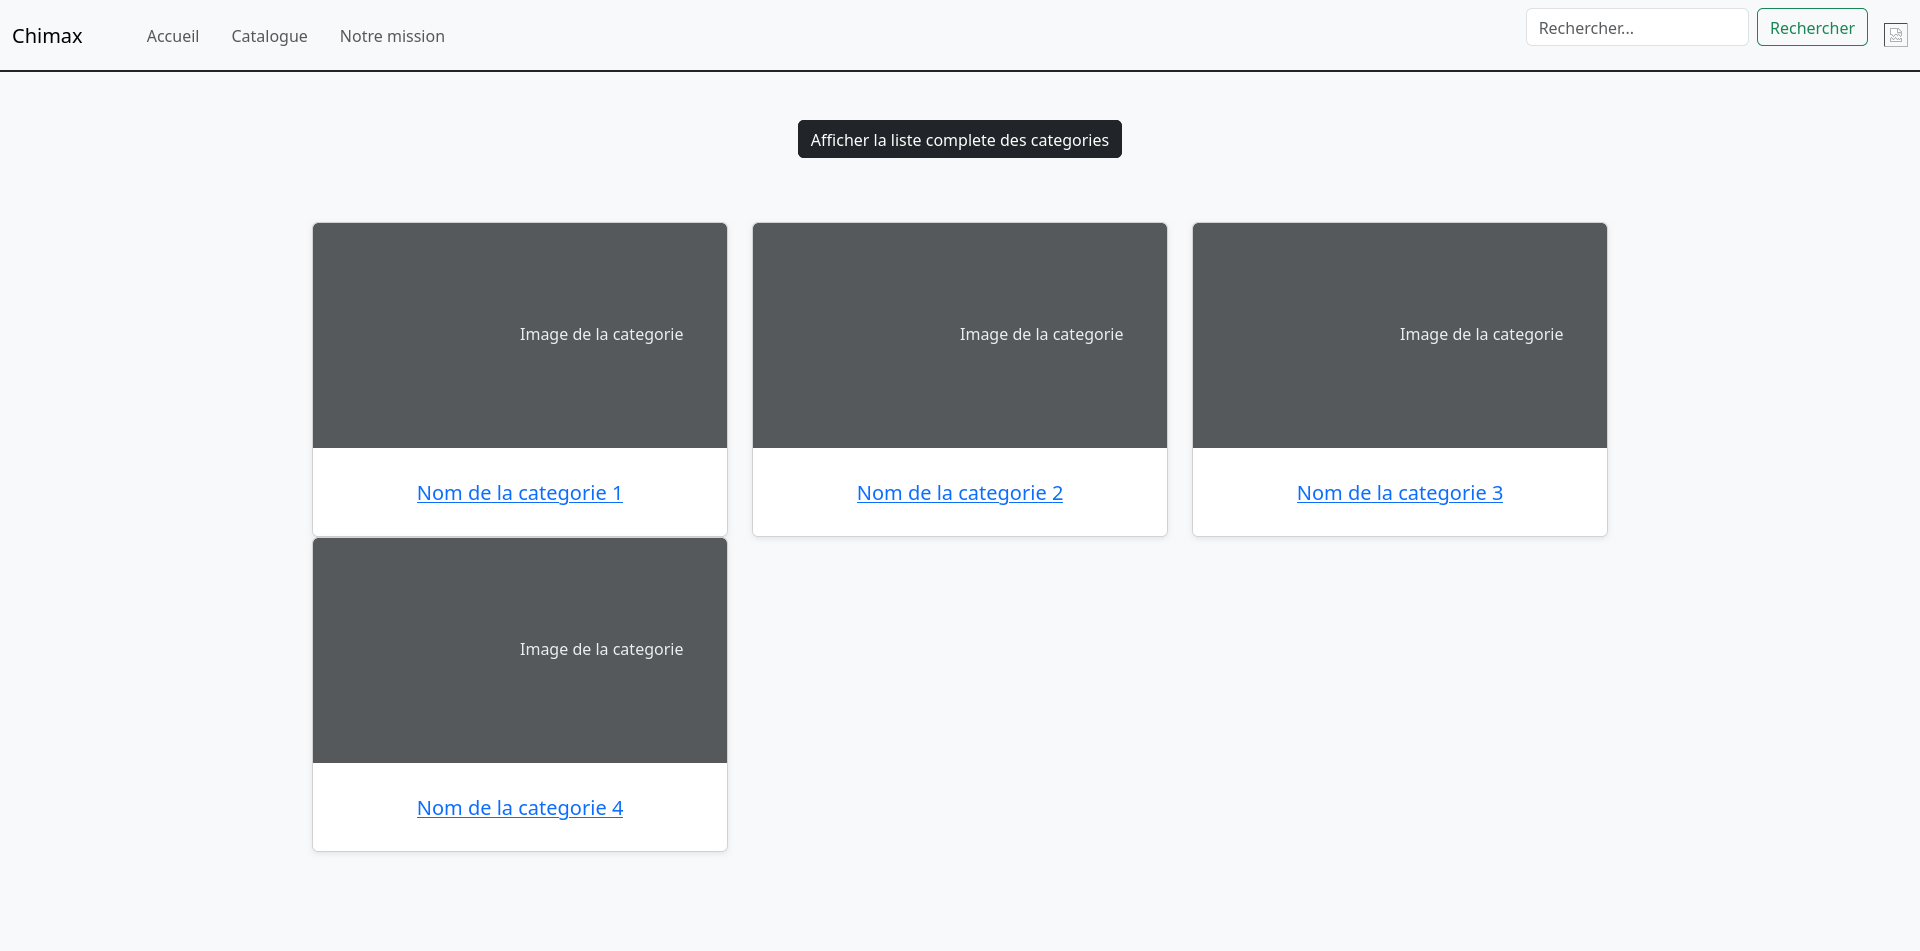 Chimax
Accueil
Catalogue
Notre mission
Rechercher...
Rechercher
Afficher la liste complete des categories
Image de la categorie
Image de la categorie
Image de la categorie
Nom de la categorie 1
Nom de la categorie 2
Nom de la categorie 3
Image de la categorie
Nom de la categorie 4